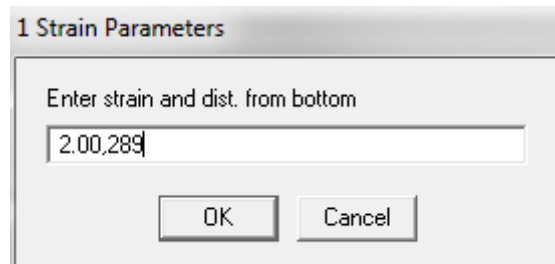 1 Strain Parameters
Enter strain and dist. from bottom
2.00,289
OK
Cancel